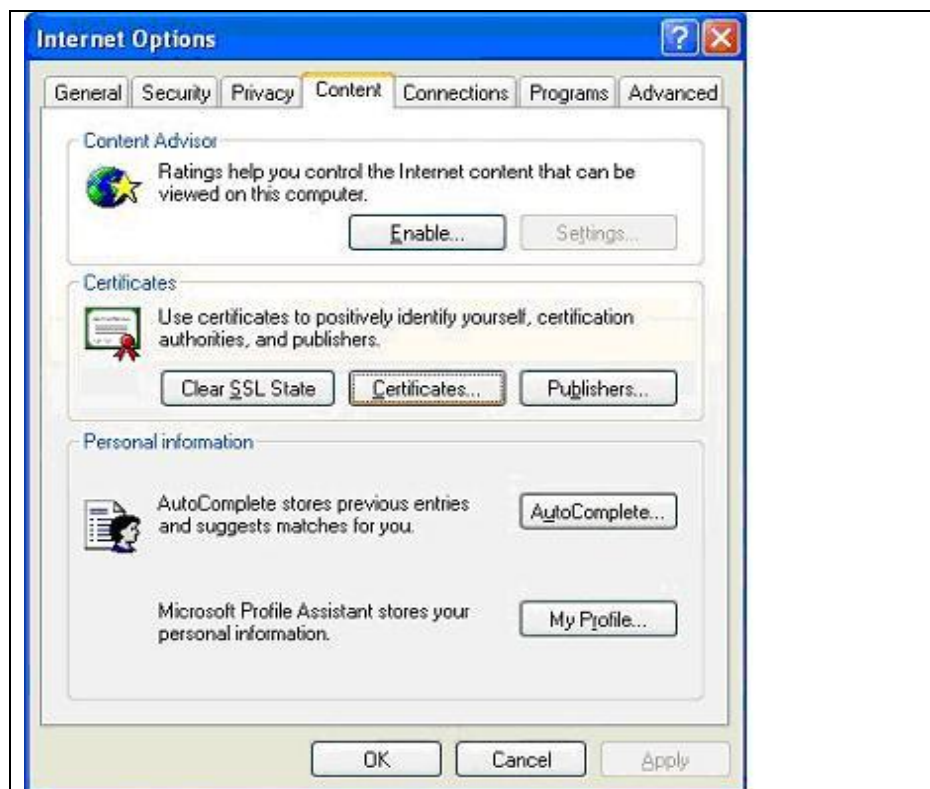 Internet Options
General Security Privacy Content Connections Programs Advanced
Content Advisor
Ratings help you control the Internet content that can be
viewed on this computer.
Enable... Settings...
Certificates
Use certificates to positively identify yourself, certification
authorities, and publishers.
Clear SSL State Certificates... Publishers...
Personal information
AutoComplete stores previous entries
and suggests matches for you.
AutoComplete...
Microsoft Profile Assistant stores your
personal information.
My Profile...
OK Cancel Apply